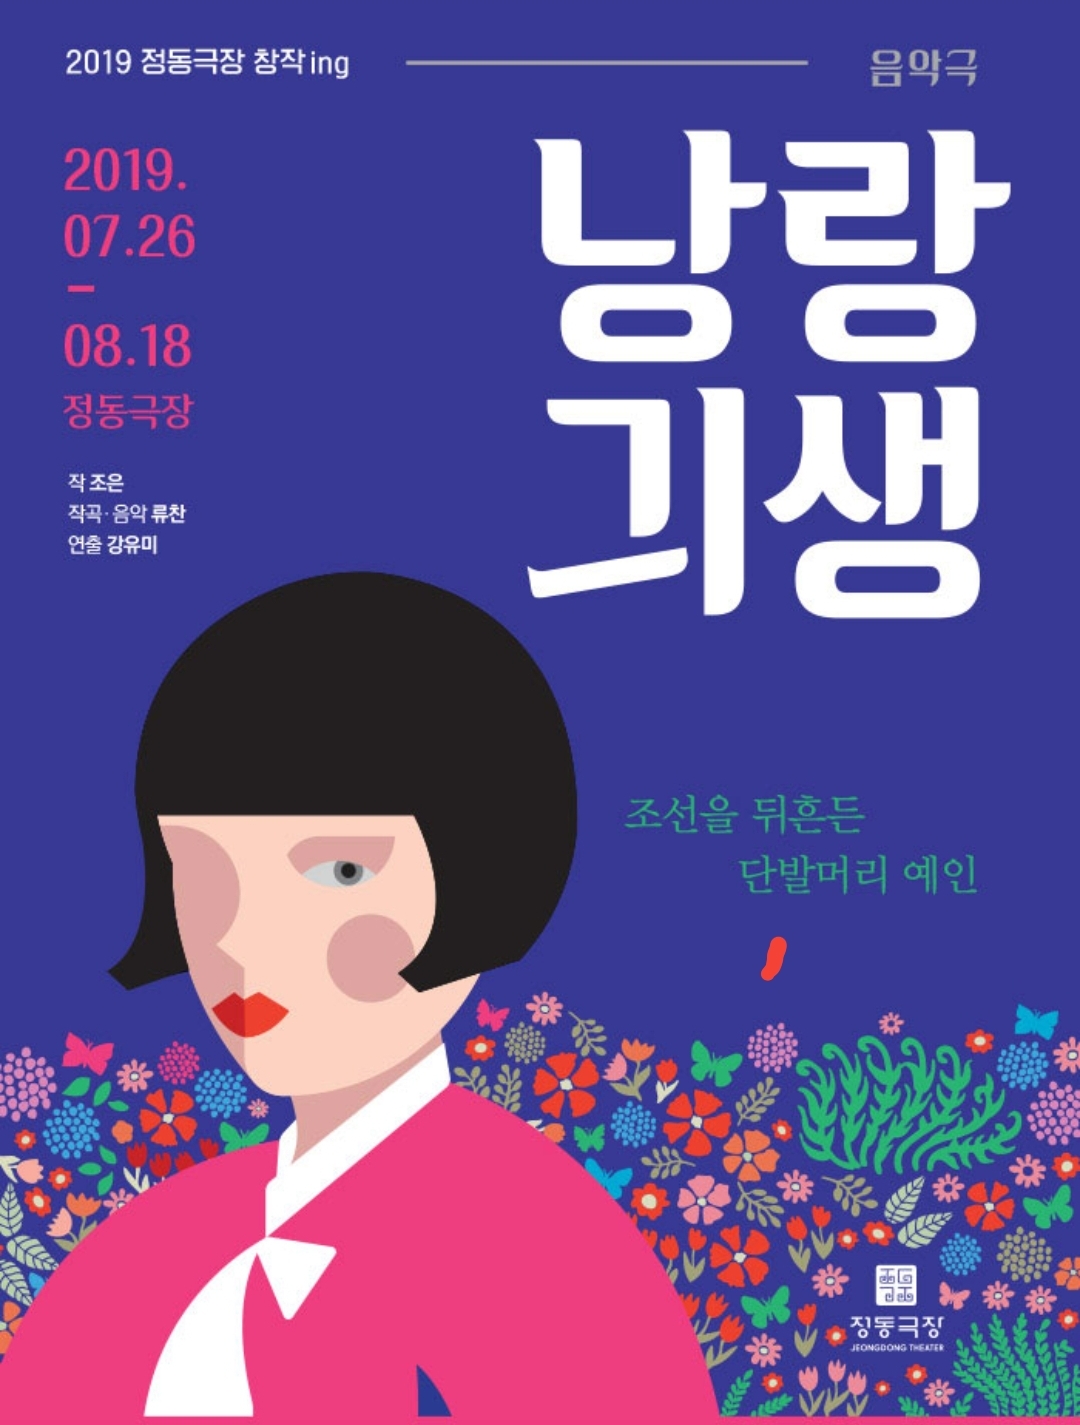 2019 정동극장 창작ing
음악극
낭랑
긔생
2019.
07.26
–
08.18
정동극장
작 조은
작곡·음악 류찬
연출 강유미
조선을 뒤흔든
단발머리 예인
정동극장
JEONGDONG THEATER